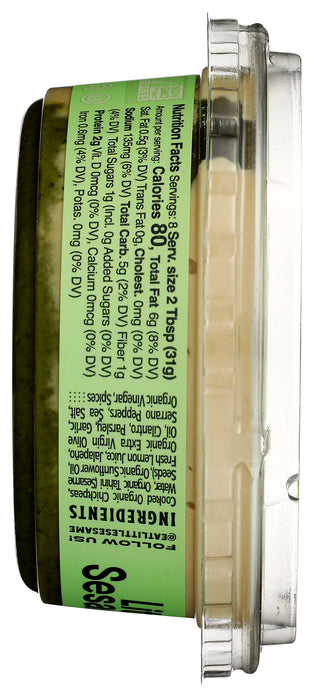 Nutrition Facts Servings: 8 Serv. size 2 Tbsp (31g)
Amount per serving: Calories 80, Total Fat 6g (8% DV)
Sat. Fat 0.5g (3% DV) Trans Fat 0g, Cholest. 0mg (0% DV)
Sodium 135mg (6% DV) Total Carb. 5g (2% DV) Fiber 1g
(4% DV) Total Sugars 1g (Incl. 0g Added Sugars (0% DV)
Protein 2g Vit. D 0mcg (0% DV), Calcium 0mcg (0% DV)
Iron 0.6mg (4% DV), Potas. 0mg (0% DV)
FOLLOW US!
@EATLITTLESESAME
INGREDIENTS
Cooked Organic Chickpeas,
Water, Organic Tahini (Sesame
Seeds), Organic Sunflower Oil,
Fresh Lemon Juice, Jalapeño,
Organic Extra Virgin Olive
Oil, Cilantro, Parsley, Garlic,
Serrano Peppers, Sea Salt,
Organic Vinegar, Spices
Li
Sesa